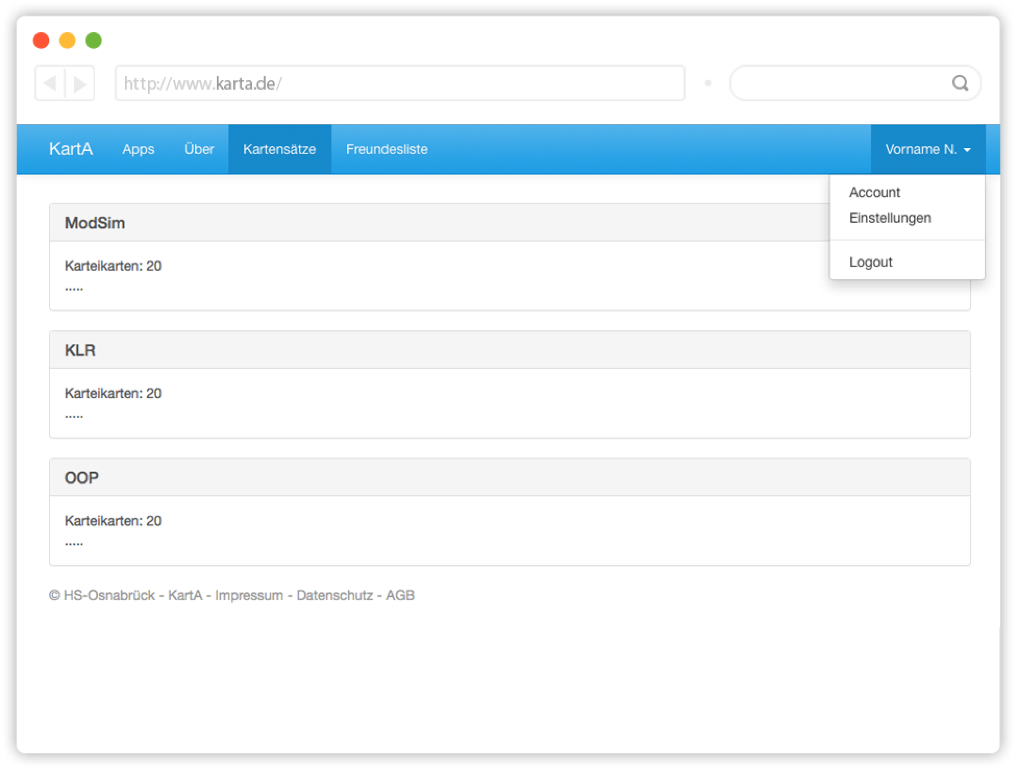 http://www.karta.de/
KartA Apps Über Kartensätze Freundesliste Vorname N.
Account
Einstellungen
Logout
ModSim
Karteikarten: 20
.....
KLR
Karteikarten: 20
.....
OOP
Karteikarten: 20
.....
© HS-Osnabrück - KartA - Impressum - Datenschutz - AGB